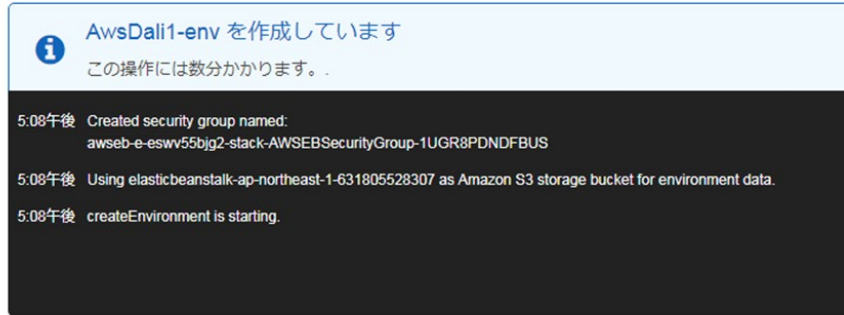 AwsDali1-env を作成しています
この操作には数分かかります。.
5:08午後 Created security group named:
awseb-e-eswv55bjg2-stack-AWSEBSecurityGroup-1UGR8PDNDFBUS
5:08午後 Using elasticbeanstalk-ap-northeast-1-631805528307 as Amazon S3 storage bucket for environment data.
5:08午後 createEnvironment is starting.